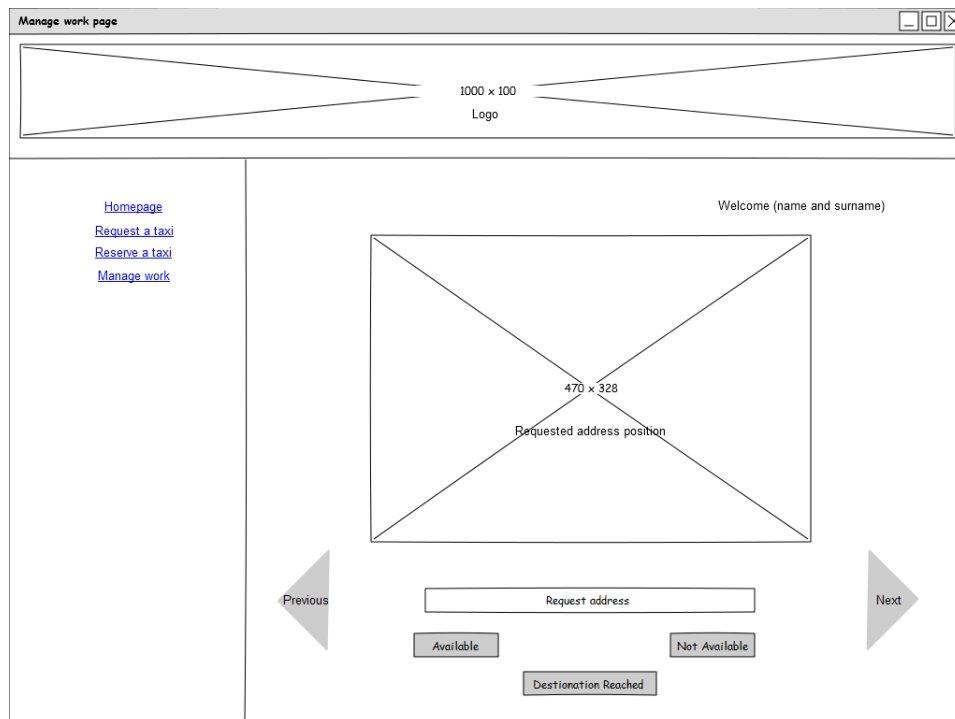 Manage work page
1000 x 100
Logo
Homepage
Request a taxi
Reserve a taxi
Manage work
Welcome (name and surname)
470 x 328
Requested address position
Previous
Request address
Next
Available
Not Available
Destionation Reached